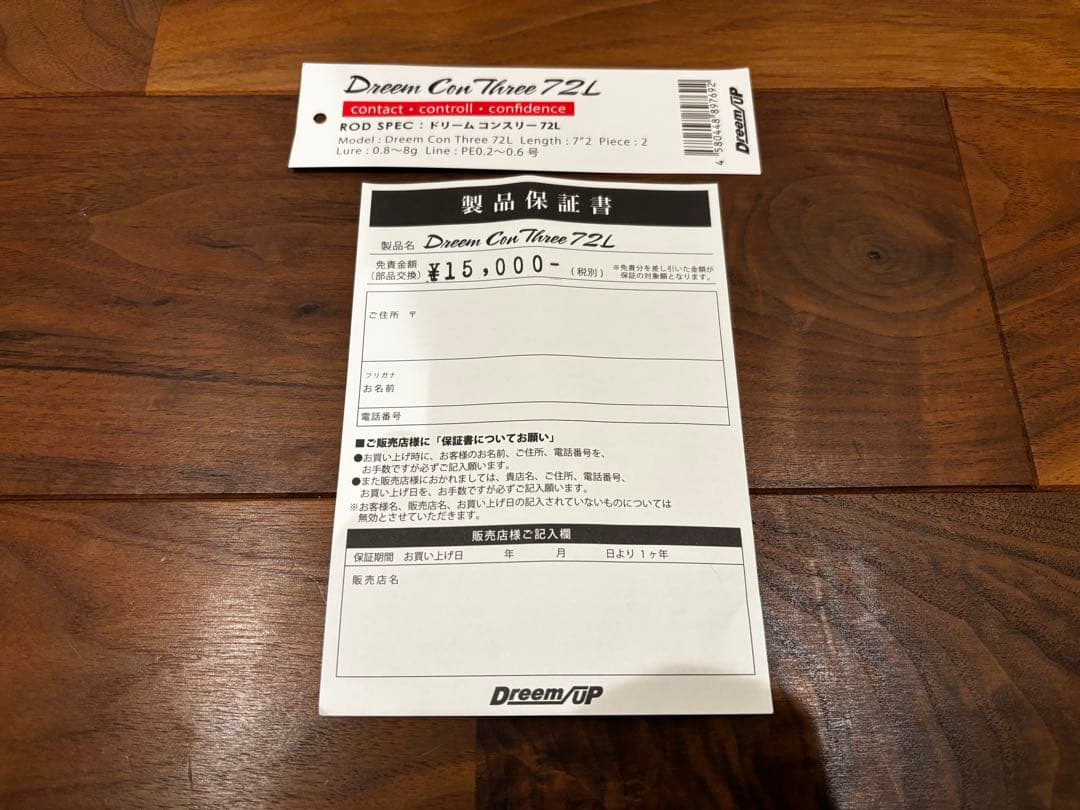 Dreem Con Three 72L
contact・controll・confidence
ROD SPEC : ドリーム コンスリー 72L
Model : Dreem Con Three 72L Length : 7"2 Piece : 2
Lure : 0.8〜8g Line : PE0.2〜0.6 号
4 580448 897692
Dreem/UP
製品保証書
製品名 Dreem Con Three 72L
免責金額
(部品交換) ¥15,000- (税別)
※免責分を差し引いた金額が
保証の対象額となります。
ご住所 〒
フリガナ
お名前
電話番号
■ご販売店様に「保証書についてお願い」
●お買い上げ時に、お客様のお名前、ご住所、電話番号を、
お手数ですが必ずご記入願います。
●また販売店様におかれましては、貴店名、ご住所、電話番号、
お買い上げ日を、お手数ですが必ずご記入願います。
※お客様名、販売店名、お買い上げ日の記入されていないものについては
無効とさせていただきます。
販売店様ご記入欄
保証期間 お買い上げ日 年 月 日より 1ヶ年
販売店名
Dreem/UP